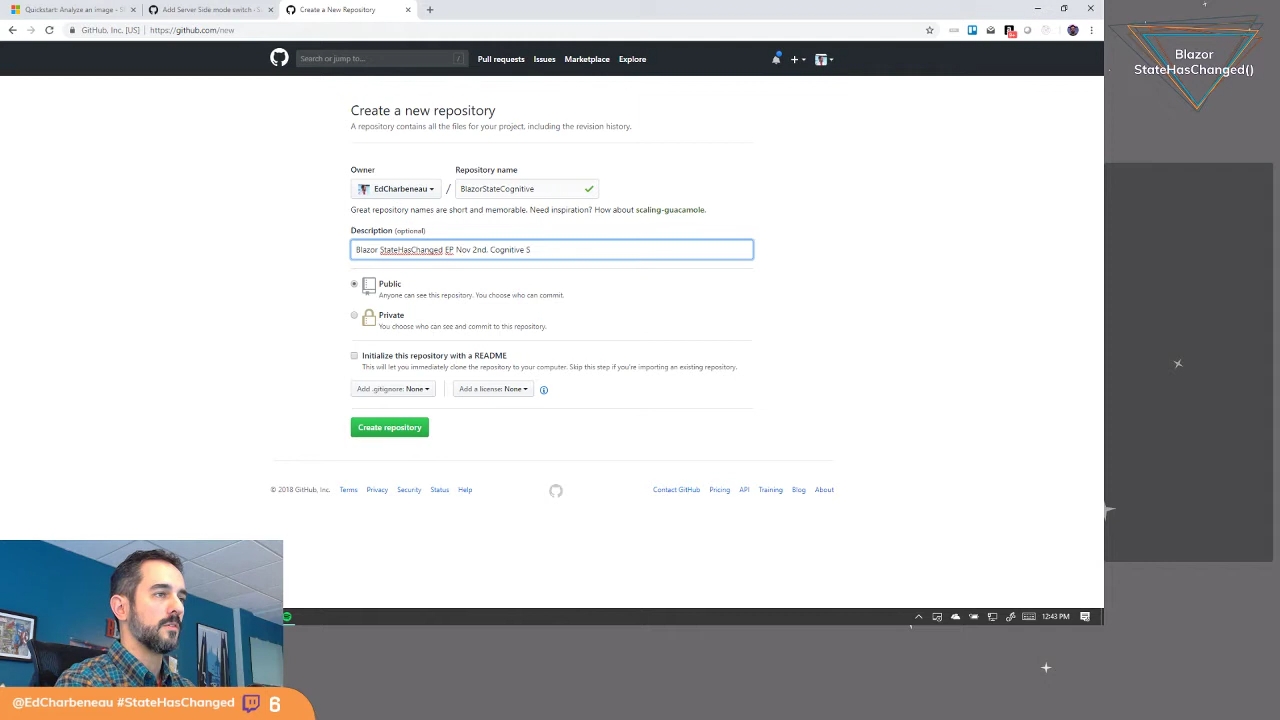 Quickstart: Analyze an image -
Add Server Side mode switch - S
Create a New Repository
GitHub, Inc. [US]
https://github.com/new
Search or jump to...
/
Pull requests
Issues
Marketplace
Explore
Blazor
StateHasChanged()
Create a new repository
A repository contains all the files for your project, including the revision history.
Owner
Repository name
EdCharbeneau
/
BlazorStateCognitive
Great repository names are short and memorable. Need inspiration? How about scaling-guacamole.
Description (optional)
Blazor StateHasChanged EP Nov 2nd. Cognitive S
Public
Anyone can see this repository. You choose who can commit.
Private
You choose who can see and commit to this repository.
Initialize this repository with a README
This will let you immediately clone the repository to your computer. Skip this step if you're importing an existing repository.
Add .gitignore: None
Add a license: None
Create repository
© 2018 GitHub, Inc.
Terms
Privacy
Security
Status
Help
Contact GitHub
Pricing
API
Training
Blog
About
12:43 PM
@EdCharbeneau #StateHasChanged
6